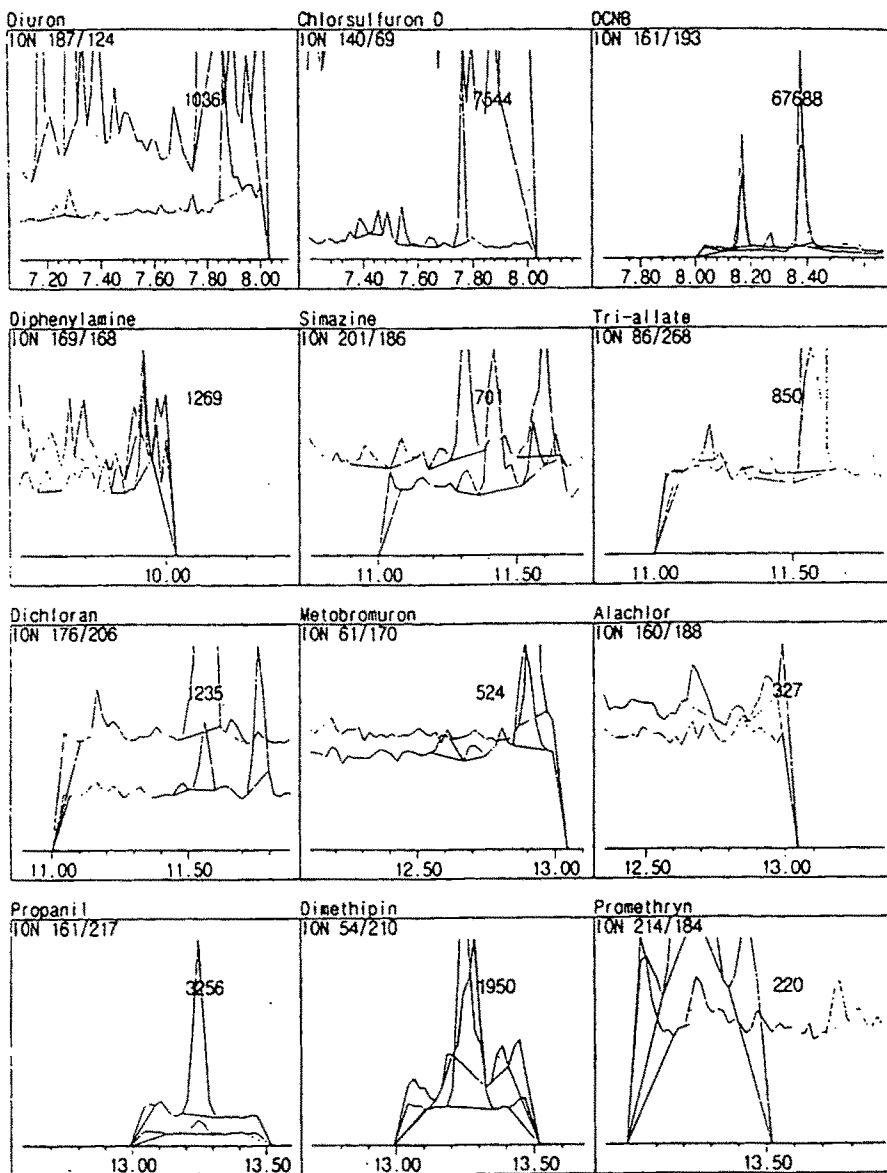 Diuron
ION 187/124
1036
7.20 7.40 7.60 7.80 8.00
Chlorsulfuron D
ION 140/69
7544
7.40 7.60 7.80 8.00
DCNB
ION 161/193
67688
7.80 8.00 8.20 8.40
Diphenylamine
ION 169/168
1269
10.00
Simazine
ION 201/186
701
11.00 11.50
Tri-allate
ION 86/268
850
11.00 11.50
Dichloran
ION 176/206
1235
11.00 11.50
Metobromuron
ION 61/170
524
12.50 13.00
Alachlor
ION 160/188
327
12.50 13.00
Propanil
ION 161/217
3256
13.00 13.50
Dimethipin
ION 54/210
1950
13.00 13.50
Promethryn
ION 214/184
220
13.50